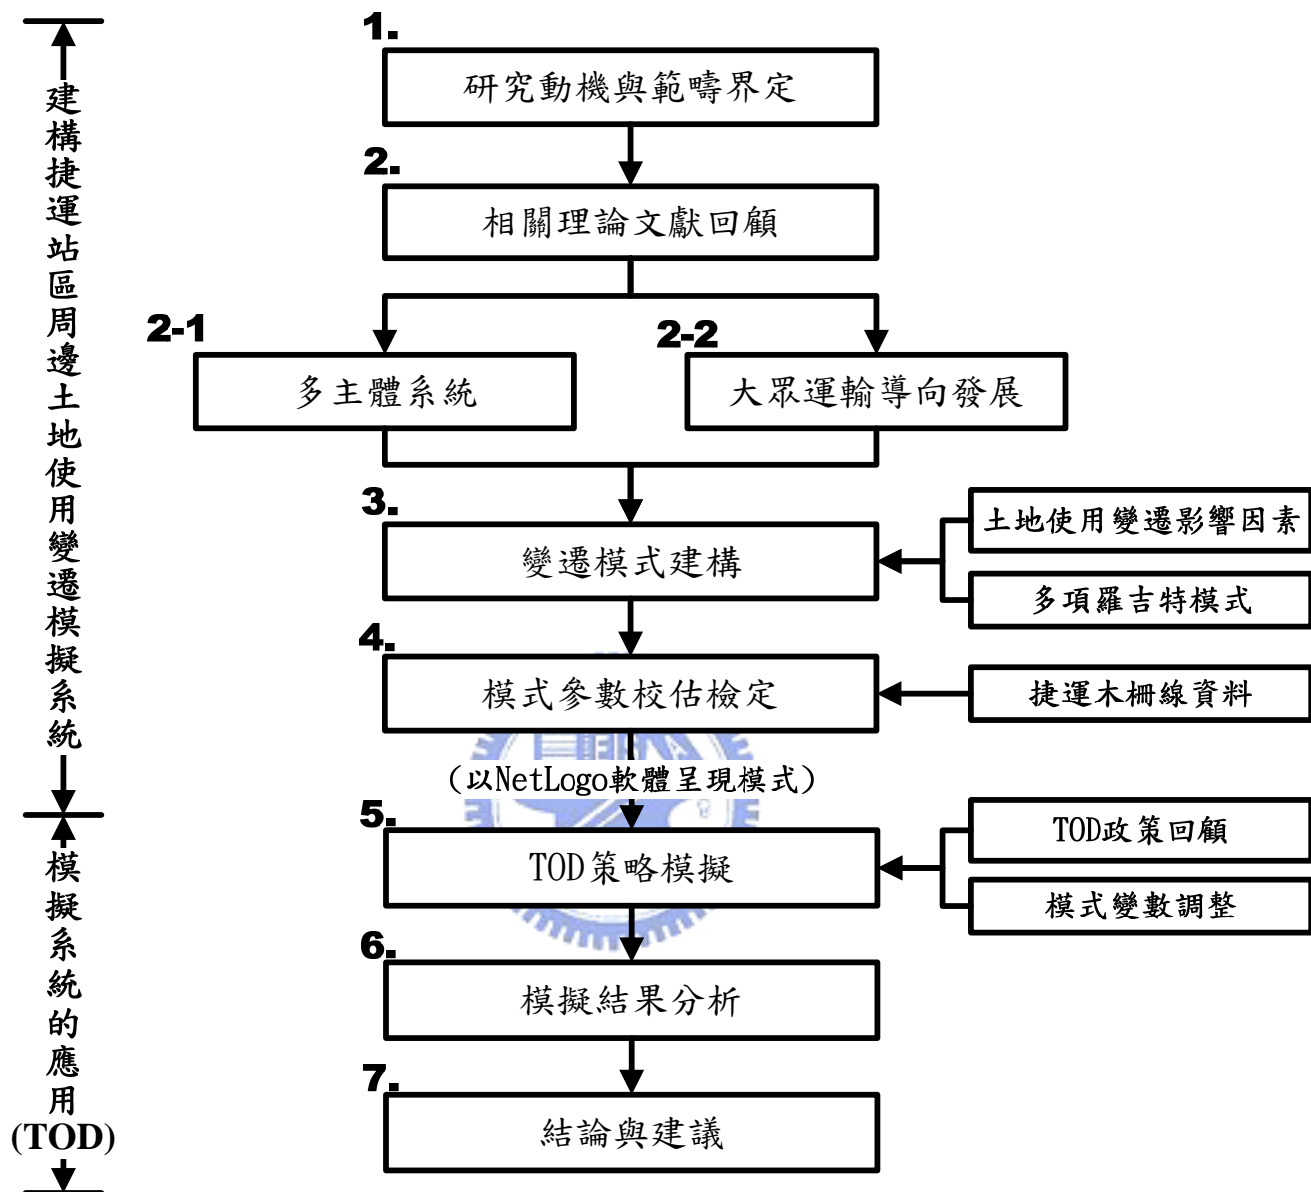 1.
研究動機與範疇界定
2.
相關理論文獻回顧
2-1
多主體系統
2-2
大眾運輸導向發展
3.
變遷模式建構
土地使用變遷影響因素
多項羅吉特模式
4.
模式參數校估檢定
捷運木柵線資料
(以NetLogo軟體呈現模式)
5.
TOD策略模擬
TOD政策回顧
模式變數調整
6.
模擬結果分析
7.
結論與建議
建構捷運站區周邊土地使用變遷模擬系統
模擬系統的應用
(TOD)